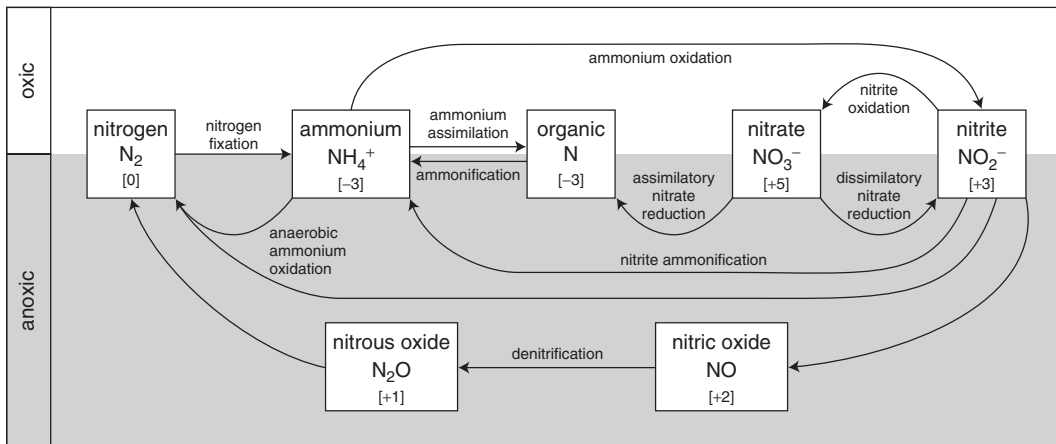 oxic
anoxic
ammonium oxidation
nitrogen
N₂
[0]
nitrogen
fixation
ammonium
NH₄⁺
[−3]
ammonium
assimilation
ammonification
organic
N
[−3]
nitrate
NO₃⁻
[+5]
nitrite
oxidation
nitrite
NO₂⁻
[+3]
assimilatory
nitrate
reduction
dissimilatory
nitrate
reduction
anaerobic
ammonium
oxidation
nitrite ammonification
nitrous oxide
N₂O
[+1]
denitrification
nitric oxide
NO
[+2]